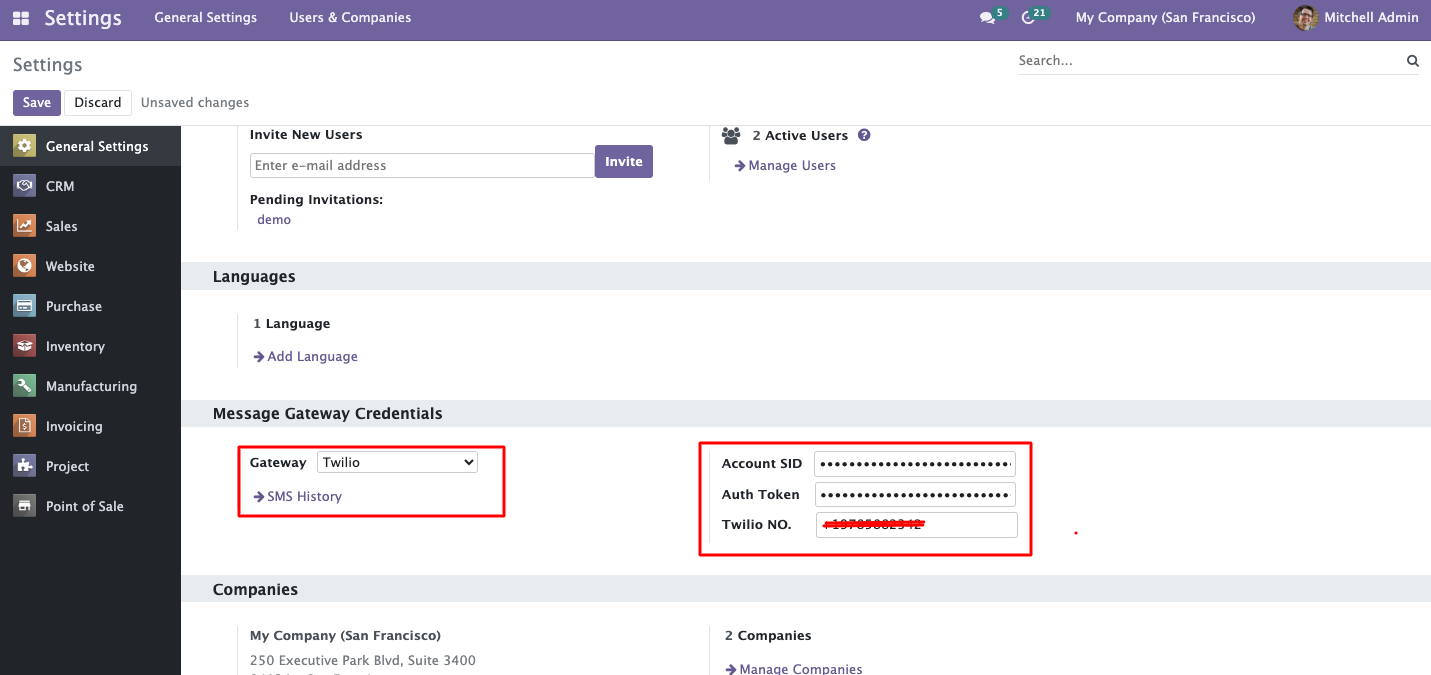 Settings General Settings Users & Companies 5 21 My Company (San Francisco) Mitchell Admin
Settings
Search...
Save Discard Unsaved changes
General Settings
CRM
Sales
Website
Purchase
Inventory
Manufacturing
Invoicing
Project
Point of Sale
Invite New Users
Enter e-mail address Invite
Pending Invitations:
demo
2 Active Users ?
Manage Users
Languages
1 Language
Add Language
Message Gateway Credentials
Gateway Twilio
SMS History
Account SID
Auth Token
Twilio NO.
Companies
My Company (San Francisco)
250 Executive Park Blvd, Suite 3400
2 Companies
Manage Companies